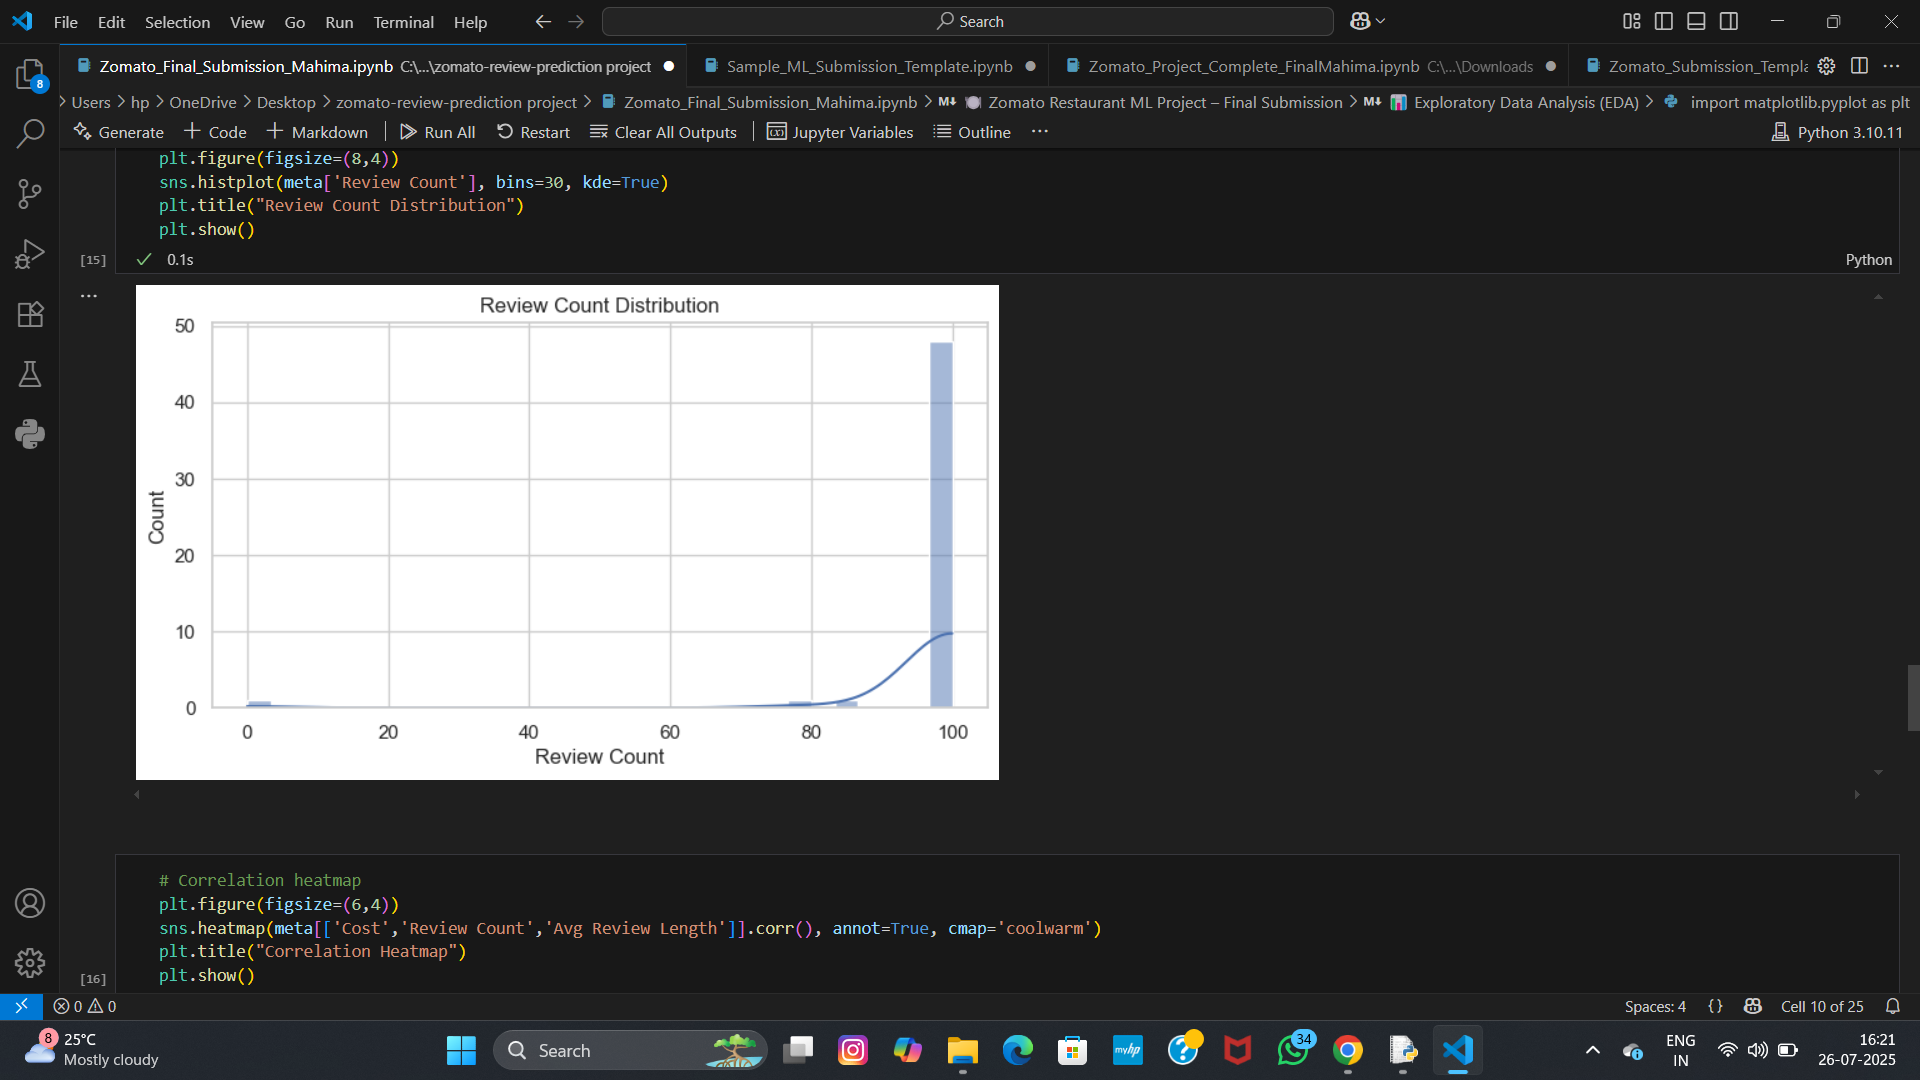 File Edit Selection View Go Run Terminal Help
Search
8
Zomato_Final_Submission_Mahima.ipynb C:\...\zomato-review-prediction project
Sample_ML_Submission_Template.ipynb
Zomato_Project_Complete_FinalMahima.ipynb C:\...\Downloads
Zomato_Submission_Templa
Users > hp > OneDrive > Desktop > zomato-review-prediction project > Zomato_Final_Submission_Mahima.ipynb > M↓ Zomato Restaurant ML Project – Final Submission > M↓ Exploratory Data Analysis (EDA) > import matplotlib.pyplot as plt
Generate + Code + Markdown Run All Restart Clear All Outputs Jupyter Variables Outline ... Python 3.10.11
plt.figure(figsize=(8,4))
sns.histplot(meta['Review Count'], bins=30, kde=True)
plt.title("Review Count Distribution")
plt.show()
[15] 0.1s Python
...
Review Count Distribution
50
40
30
20
10
0
Count
0 20 40 60 80 100
Review Count
# Correlation heatmap
plt.figure(figsize=(6,4))
sns.heatmap(meta[['Cost','Review Count','Avg Review Length']].corr(), annot=True, cmap='coolwarm')
plt.title("Correlation Heatmap")
plt.show()
[16]
0 0 Spaces: 4 {} Cell 10 of 25
8
25°C
Mostly cloudy
Search
myhp
34
ENG
IN
16:21
26-07-2025